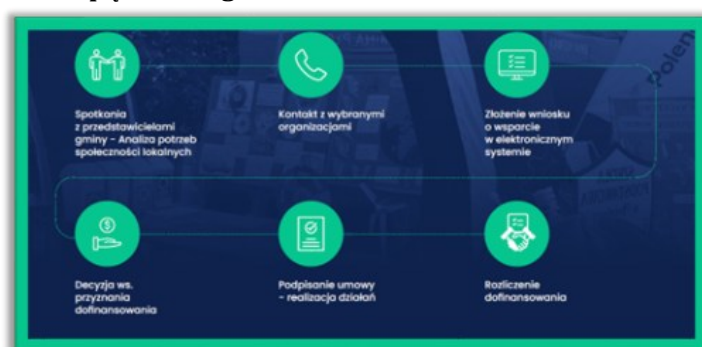 Spotkania
z przedstawicielami
gminy - Analiza potrzeb
społeczności lokalnych
Kontakt z wybranymi
organizacjami
Złożenie wniosku
o wsparcie
w elektronicznym
systemie
Decyzja ws.
przyznania
dofinansowania
Podpisanie umowy
- realizacja działań
Rozliczenie
dofinansowania